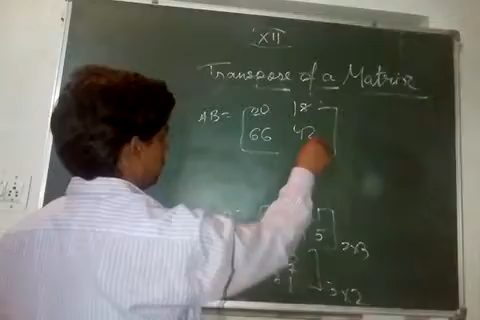 XII
Transpose of a Matrix
AB = [ 20 18 ]
66 42
5 ] 2x3
] 3x2